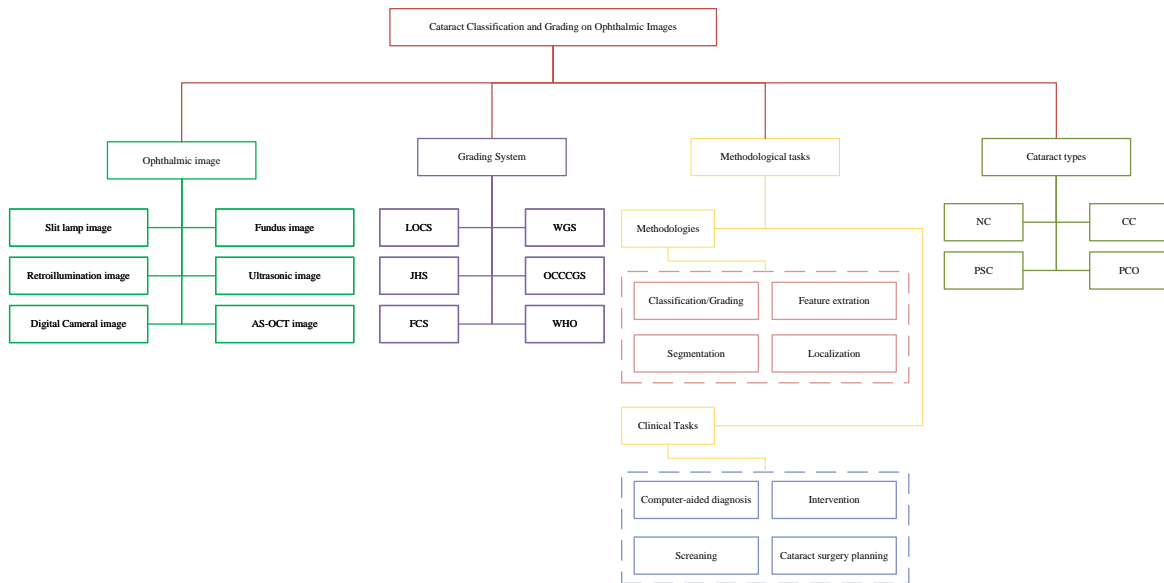 Cataract Classification and Grading on Ophthalmic Images
Ophthalmic image
Grading System
Methodological tasks
Cataract types
Slit lamp image
Fundus image
Retroillumination image
Ultrasonic image
Digital Cameral image
AS-OCT image
LOCS
WGS
JHS
OCCCGS
FCS
WHO
Methodologies
Classification/Grading
Feature extration
Segmentation
Localization
Clinical Tasks
Computer-aided diagnosis
Intervention
Screaning
Cataract surgery planning
NC
CC
PSC
PCO